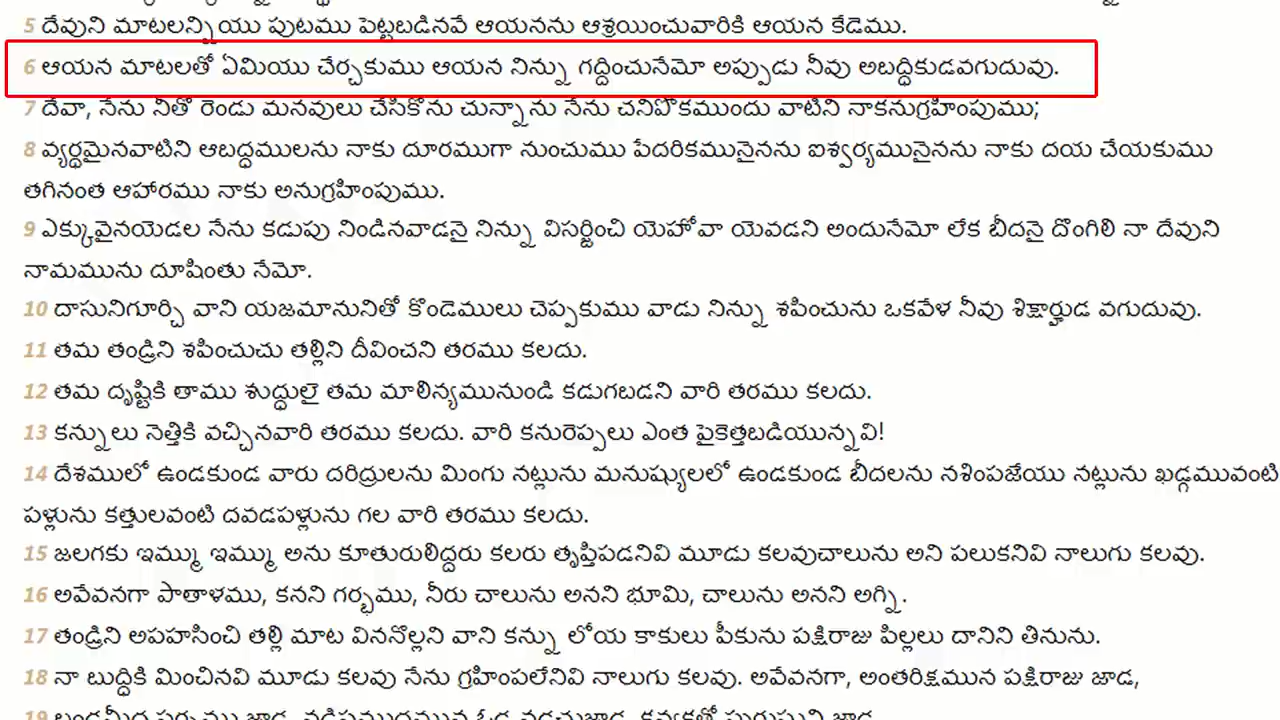 5 దేవుని మాటలన్నియు పుటము పెట్టబడినవే ఆయనను ఆశ్రయించువారికి ఆయన కేడెము.
6 ఆయన మాటలతో ఏమియు చేర్చకుము ఆయన నిన్ను గద్దించునేమో అప్పుడు నీవు అబద్ధికుడవగుదువు.
7 దేవా, నేను నీతో రెండు మనవులు చేసికొను చున్నాను నేను చనిపోకముందు వాటిని నాకనుగ్రహింపుము;
8 వ్యర్థమైనవాటిని ఆబద్ధములను నాకు దూరముగా నుంచుము పేదరికమునైనను ఐశ్వర్యమునైనను నాకు దయ చేయకుము
తగినంత ఆహారము నాకు అనుగ్రహింపుము.
9 ఎక్కువైనయెడల నేను కడుపు నిండినవాడనై నిన్ను విసర్జించి యెహోవా యెవడని అందునేమో లేక బీదనై దొంగిలి నా దేవుని
నామమును దూషింతు నేమో.
10 దాసునిగూర్చి వాని యజమానునితో కొండెములు చెప్పకుము వాడు నిన్ను శపించును ఒకవేళ నీవు శిక్షార్హుడ వగుదువు.
11 తమ తండ్రిని శపించుచు తల్లిని దీవించని తరము కలదు.
12 తమ దృష్టికి తాము శుద్ధులై తమ మాలిన్యమునుండి కడుగబడని వారి తరము కలదు.
13 కన్నులు నెత్తికి వచ్చినవారి తరము కలదు. వారి కనురెప్పలు ఎంత పైకెత్తబడియున్నవి!
14 దేశములో ఉండకుండ వారు దరిద్రులను మింగు నట్లును మనుష్యులలో ఉండకుండ బీదలను నశింపజేయు నట్లును ఖడ్గమువంటి
పళ్లును కత్తులవంటి దవడపళ్లును గల వారి తరము కలదు.
15 జలగకు ఇమ్ము ఇమ్ము అను కూతురులిద్దరు కలరు తృప్తిపడనివి మూడు కలవుచాలును అని పలుకనివి నాలుగు కలవు.
16 అవేవనగా పాతాళము, కనని గర్భము, నీరు చాలును అనని భూమి, చాలును అనని అగ్ని.
17 తండ్రిని అపహసించి తల్లి మాట విననొల్లని వాని కన్ను లోయ కాకులు పీకును పక్షిరాజు పిల్లలు దానిని తినును.
18 నా బుద్ధికి మించినవి మూడు కలవు నేను గ్రహింపలేనివి నాలుగు కలవు. అవేవనగా, అంతరిక్షమున పక్షిరాజు జాడ,